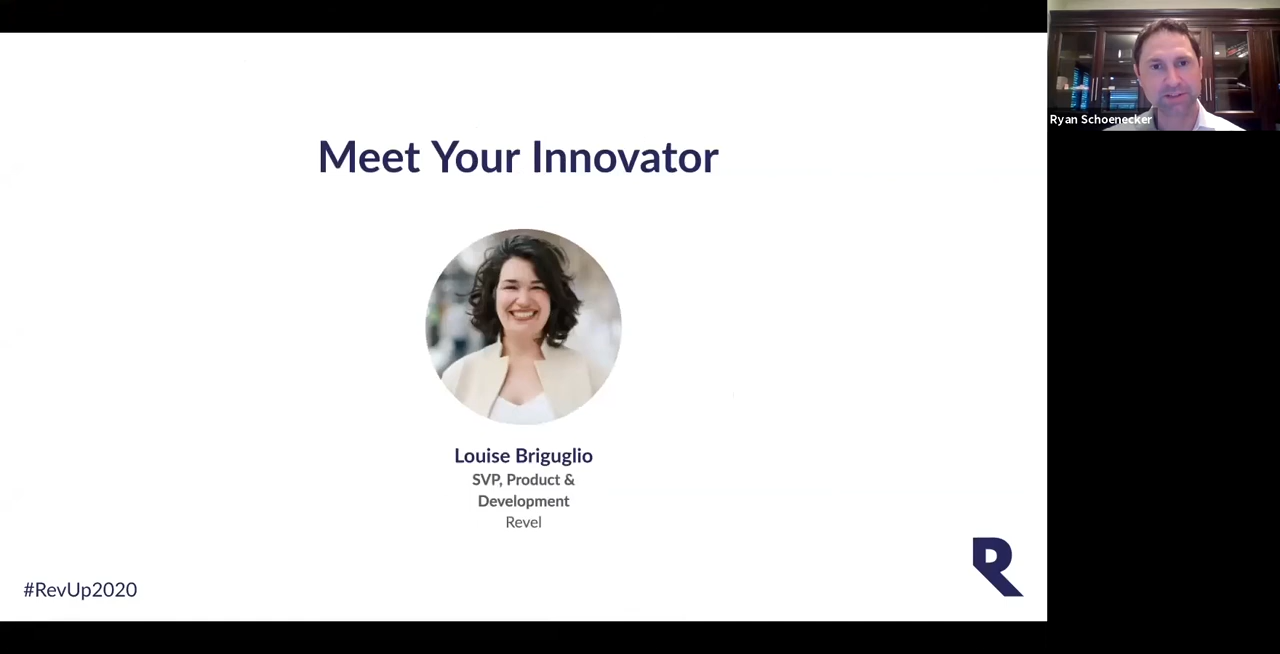 Meet Your Innovator
Ryan Schoenecker
Louise Briguglio
SVP, Product &
Development
Revel
#RevUp2020